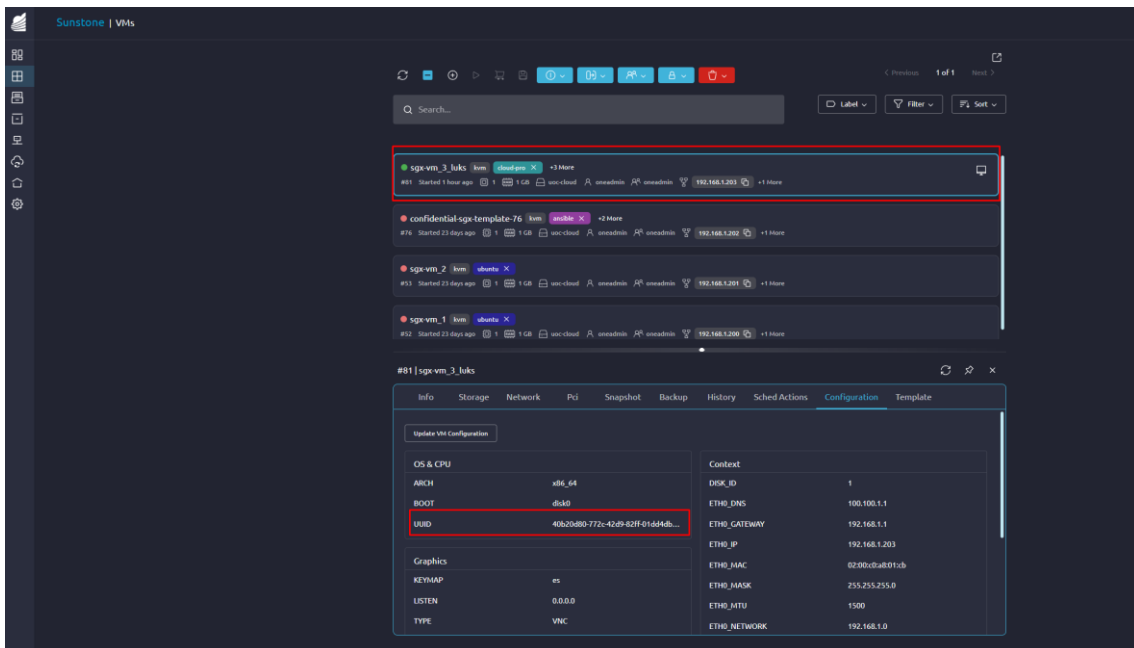 Sunstone | VMs
< Previous 1 of 1 Next >
Search...
Label Filter Sort
sgx-vm_3_luks kvm cloud-pro × +3 More
#81 Started 1 hour ago 1 1 GB uoc-cloud oneadmin oneadmin 192.168.1.203 +1 More
confidential-sgx-template-76 kvm ansible × +2 More
#76 Started 23 days ago 1 1 GB uoc-cloud oneadmin oneadmin 192.168.1.202 +1 More
sgx-vm_2 kvm ubuntu ×
#53 Started 23 days ago 1 1 GB uoc-cloud oneadmin oneadmin 192.168.1.201 +1 More
sgx-vm_1 kvm ubuntu ×
#52 Started 23 days ago 1 1 GB uoc-cloud oneadmin oneadmin 192.168.1.200 +1 More
#81 | sgx-vm_3_luks
Info Storage Network Pci Snapshot Backup History Sched Actions Configuration Template
Update VM Configuration
OS & CPU
ARCH x86_64
BOOT disk0
UUID 40b20d80-772c-42d9-82ff-01dd4db...
Graphics
KEYMAP es
LISTEN 0.0.0.0
TYPE VNC
Context
DISK_ID 1
ETH0_DNS 100.100.1.1
ETH0_GATEWAY 192.168.1.1
ETH0_IP 192.168.1.203
ETH0_MAC 02:00:c0:a8:01:cb
ETH0_MASK 255.255.255.0
ETH0_MTU 1500
ETH0_NETWORK 192.168.1.0